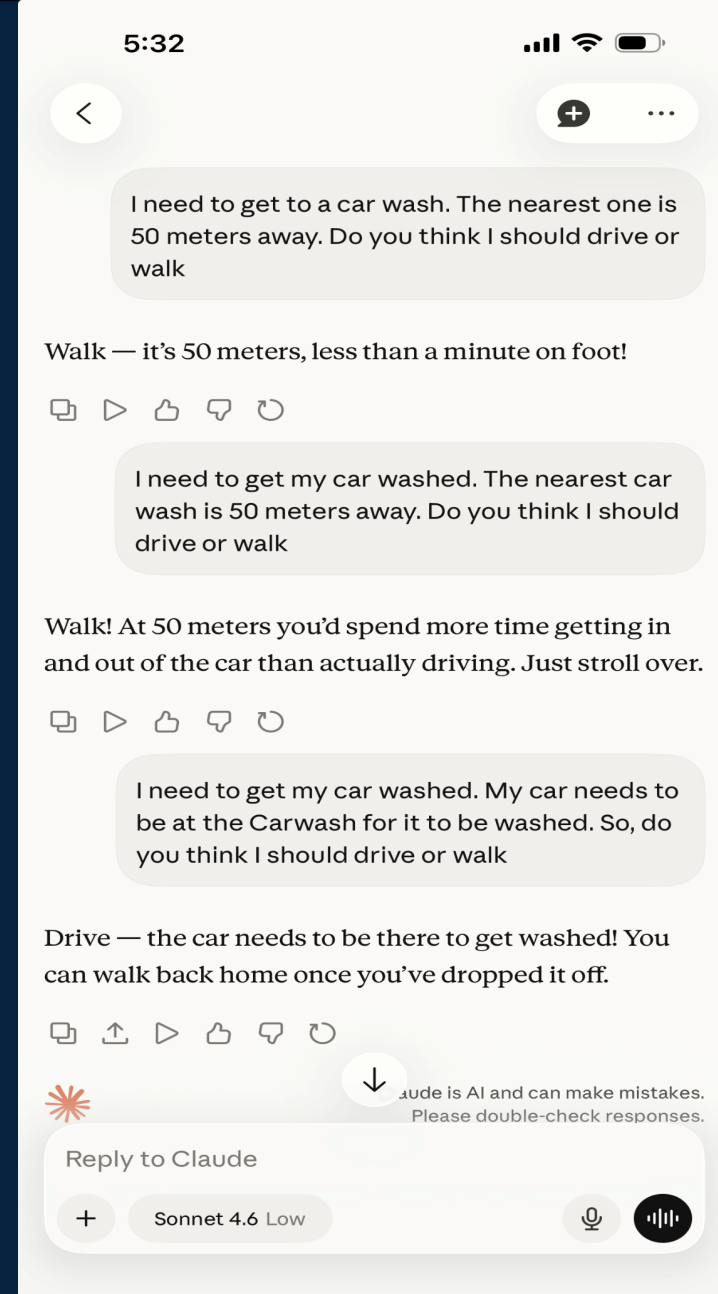 5:32
I need to get to a car wash. The nearest one is
50 meters away. Do you think I should drive or
walk
Walk — it’s 50 meters, less than a minute on foot!
I need to get my car washed. The nearest car
wash is 50 meters away. Do you think I should
drive or walk
Walk! At 50 meters you’d spend more time getting in
and out of the car than actually driving. Just stroll over.
I need to get my car washed. My car needs to
be at the Carwash for it to be washed. So, do
you think I should drive or walk
Drive — the car needs to be there to get washed! You
can walk back home once you’ve dropped it off.
aude is AI and can make mistakes.
Please double-check responses.
Reply to Claude
Sonnet 4.6 Low